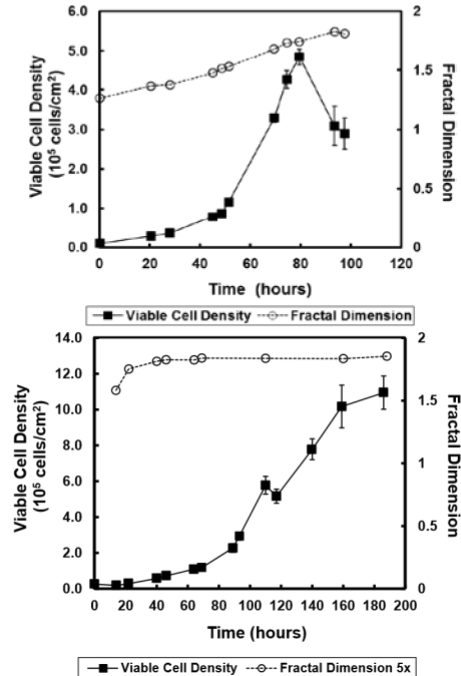 6.0
5.0
4.0
3.0
2.0
1.0
0.0
Viable Cell Density
(10⁵ cells/cm²)
2
1.5
1
0.5
0
Fractal Dimension
0 20 40 60 80 100 120
Time (hours)
Viable Cell Density Fractal Dimension
14.0
12.0
10.0
8.0
6.0
4.0
2.0
0.0
Viable Cell Density
(10⁵ cells/cm²)
2
1.5
1
0.5
0
Fractal Dimension
0 20 40 60 80 100 120 140 160 180 200
Time (hours)
Viable Cell Density Fractal Dimension 5x